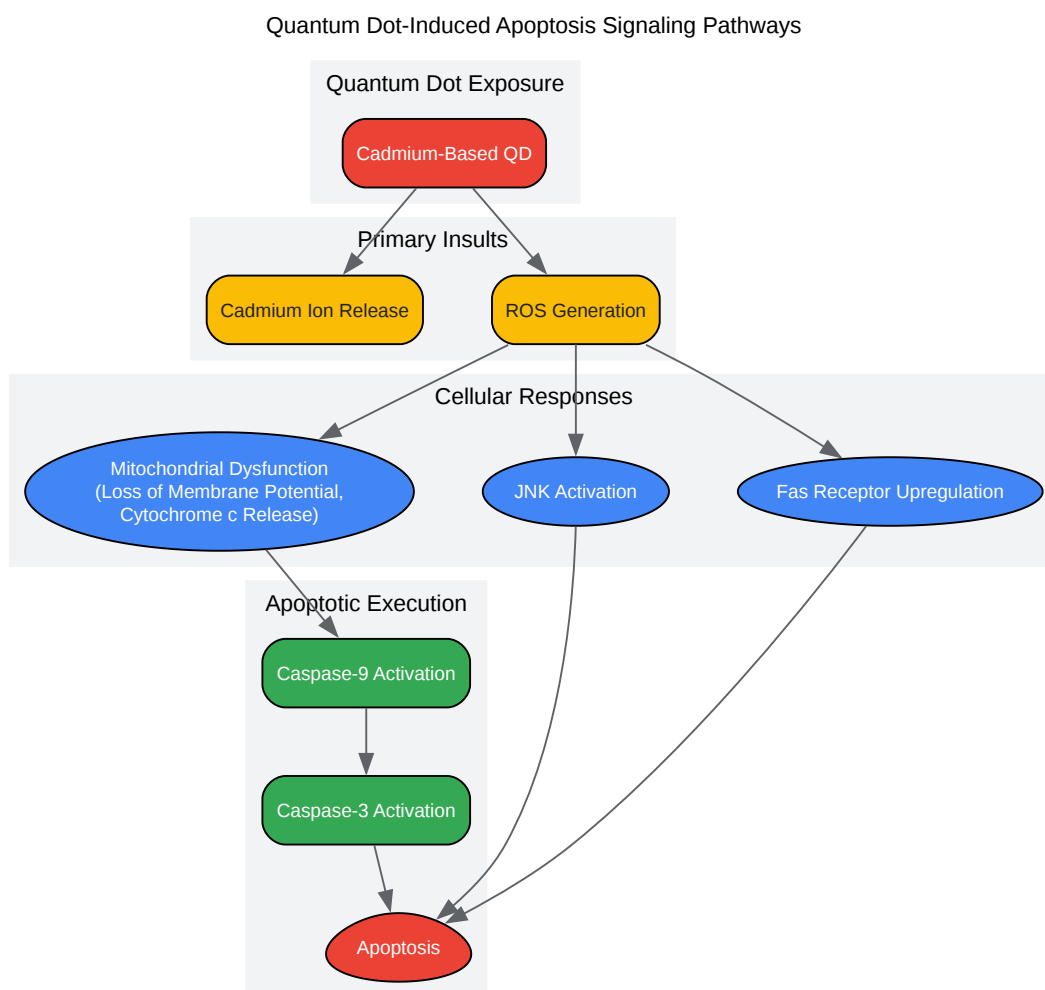 Quantum Dot-Induced Apoptosis Signaling Pathways
Quantum Dot Exposure
Cadmium-Based QD
Primary Insults
Cadmium Ion Release
ROS Generation
Cellular Responses
Mitochondrial Dysfunction
(Loss of Membrane Potential,
Cytochrome c Release)
JNK Activation
Fas Receptor Upregulation
Apoptotic Execution
Caspase-9 Activation
Caspase-3 Activation
Apoptosis